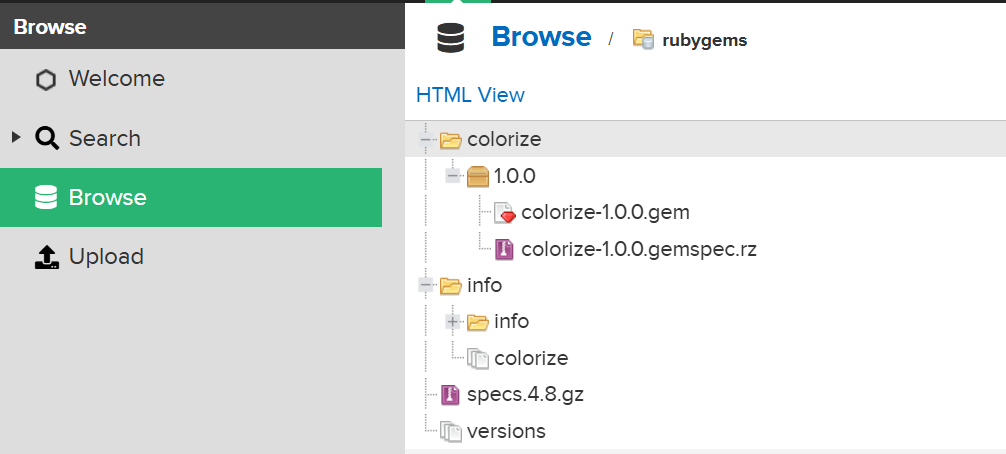 Browse
Welcome
Search
Browse
Upload
Browse / rubygems
HTML View
colorize
1.0.0
colorize-1.0.0.gem
colorize-1.0.0.gemspec.rz
info
info
colorize
specs.4.8.gz
versions